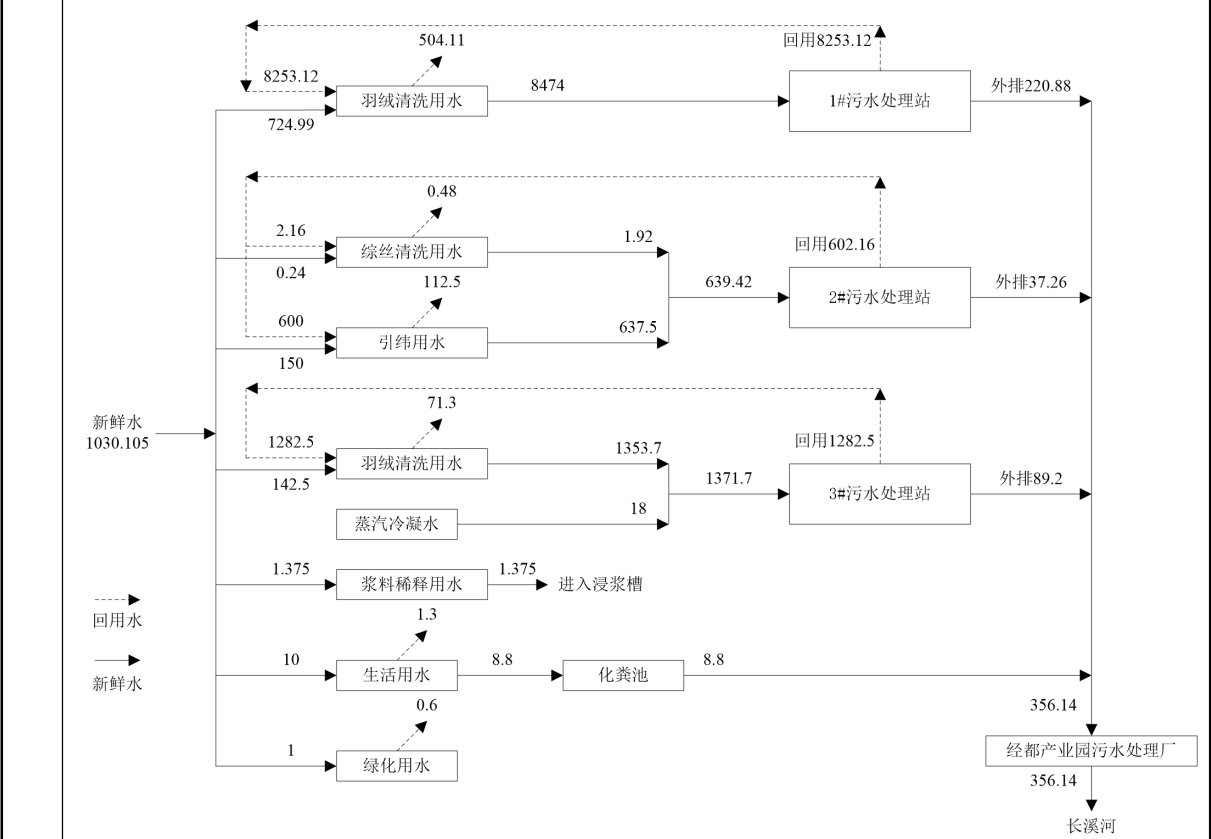 504.11
回用8253.12
8253.12
羽绒清洗用水
8474
1#污水处理站
外排220.88
724.99
0.48
2.16
综丝清洗用水
1.92
回用602.16
0.24
112.5
639.42
2#污水处理站
外排37.26
600
引纬用水
637.5
150
71.3
新鲜水
1030.105
1282.5
羽绒清洗用水
1353.7
回用1282.5
142.5
1371.7
3#污水处理站
外排89.2
蒸汽冷凝水
18
1.375
浆料稀释用水
1.375
进入浸浆槽
回用水
1.3
新鲜水
10
生活用水
8.8
化粪池
8.8
0.6
356.14
1
绿化用水
经都产业园污水处理厂
356.14
长溪河